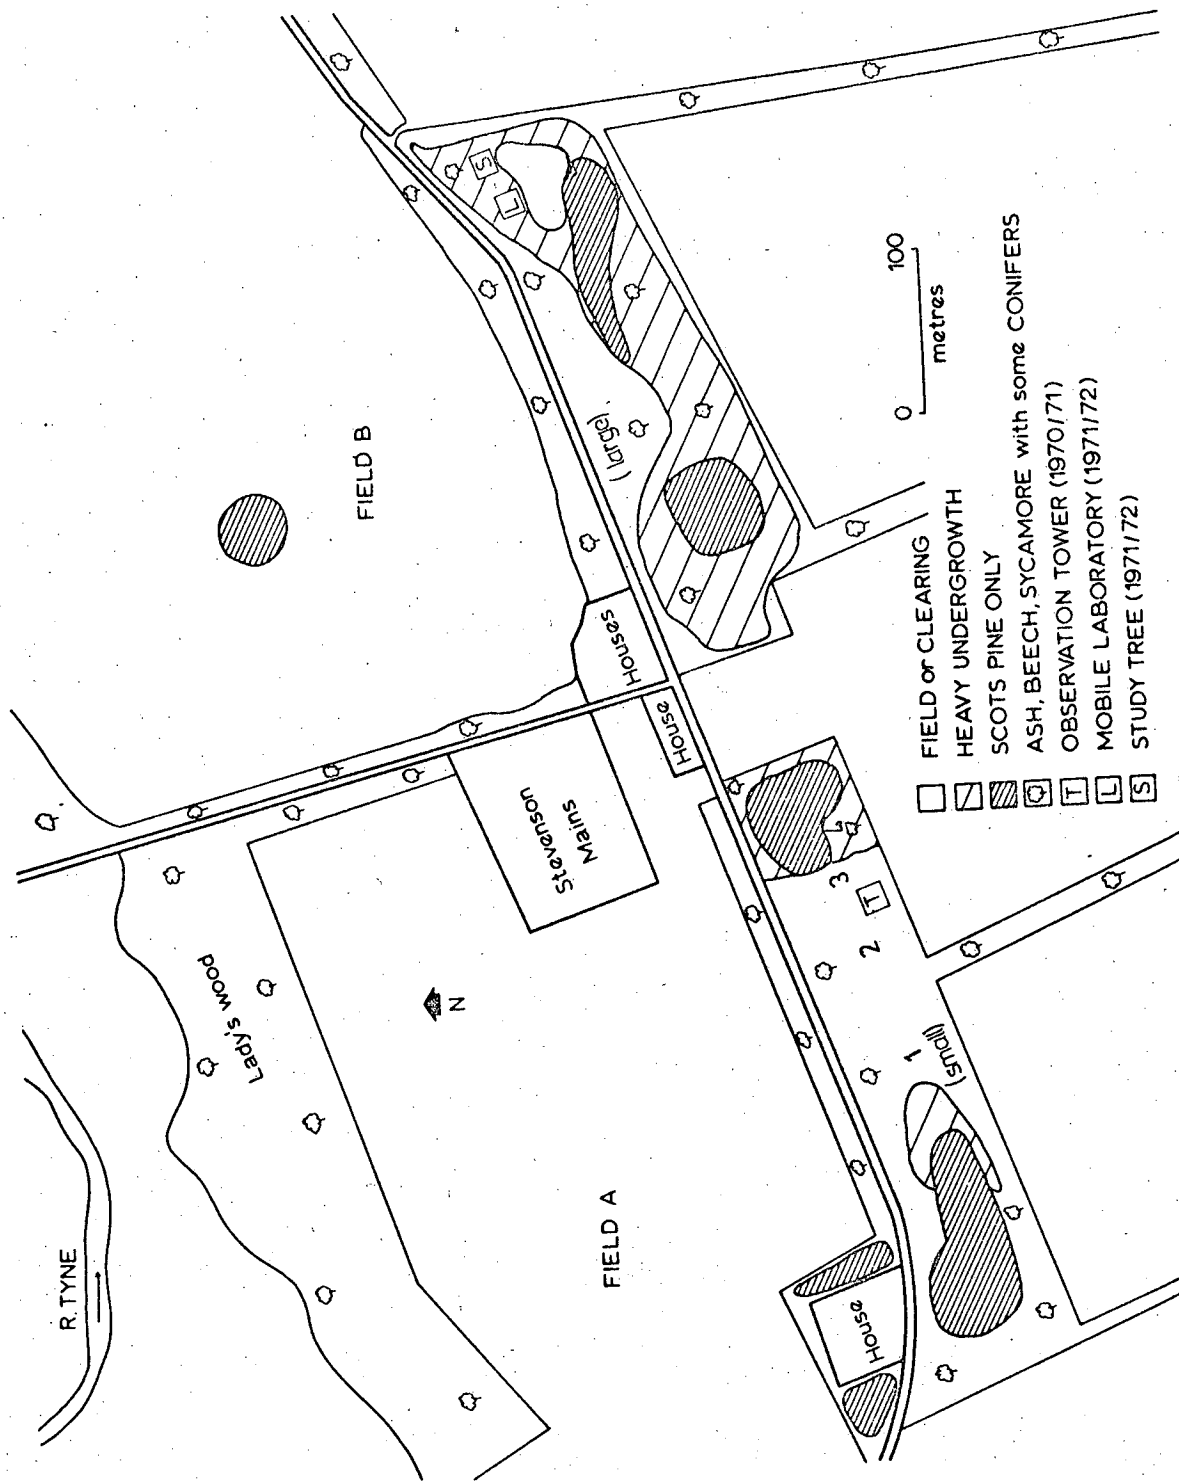 R. TYNE
Lady's wood
N
FIELD A
FIELD B
Stevenson
Mains
House
Houses
House
(large)
S
L
T
1
2
3
(small)
0 100
metres
FIELD or CLEARING
HEAVY UNDERGROWTH
SCOTS PINE ONLY
ASH, BEECH, SYCAMORE with some CONIFERS
T OBSERVATION TOWER (1970/71)
L MOBILE LABORATORY (1971/72)
S STUDY TREE (1971/72)